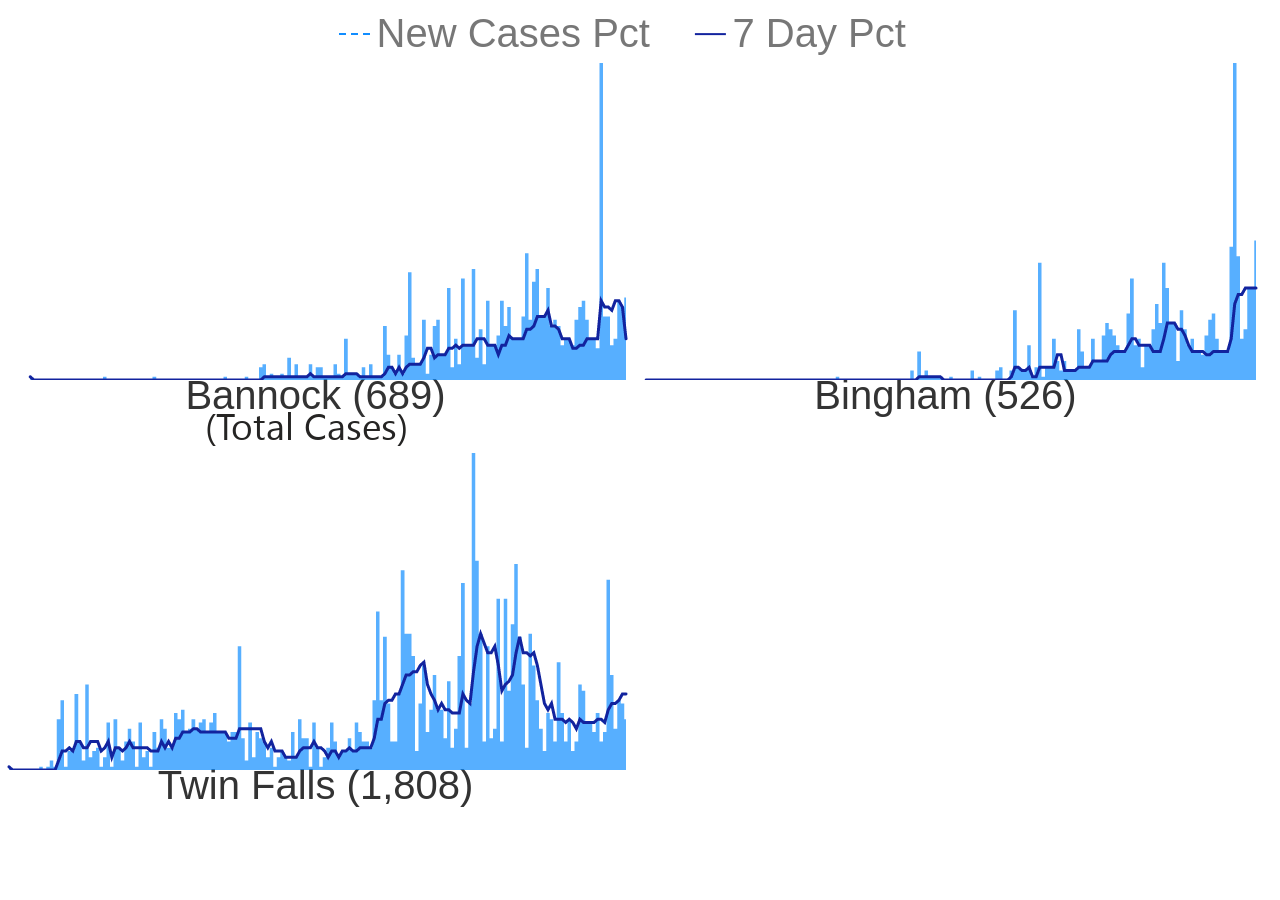 New Cases Pct 7 Day Pct
Bannock (689)
(Total Cases)
Bingham (526)
Twin Falls (1,808)